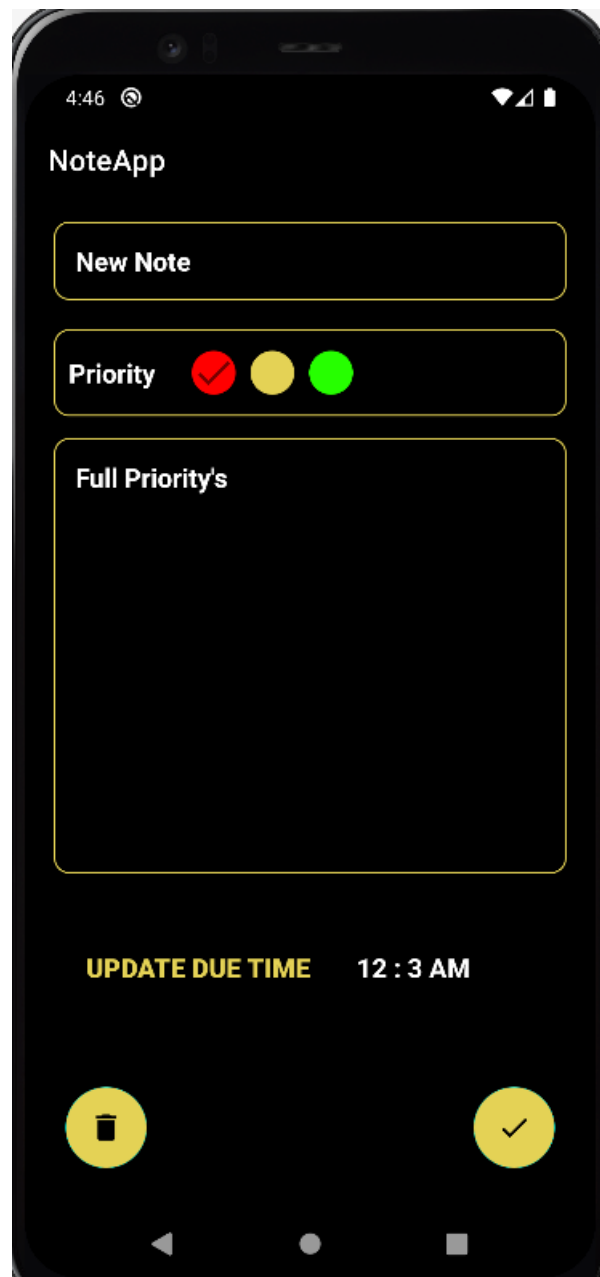 4:46
NoteApp
New Note
Priority
Full Priority's
UPDATE DUE TIME 12 : 3 AM